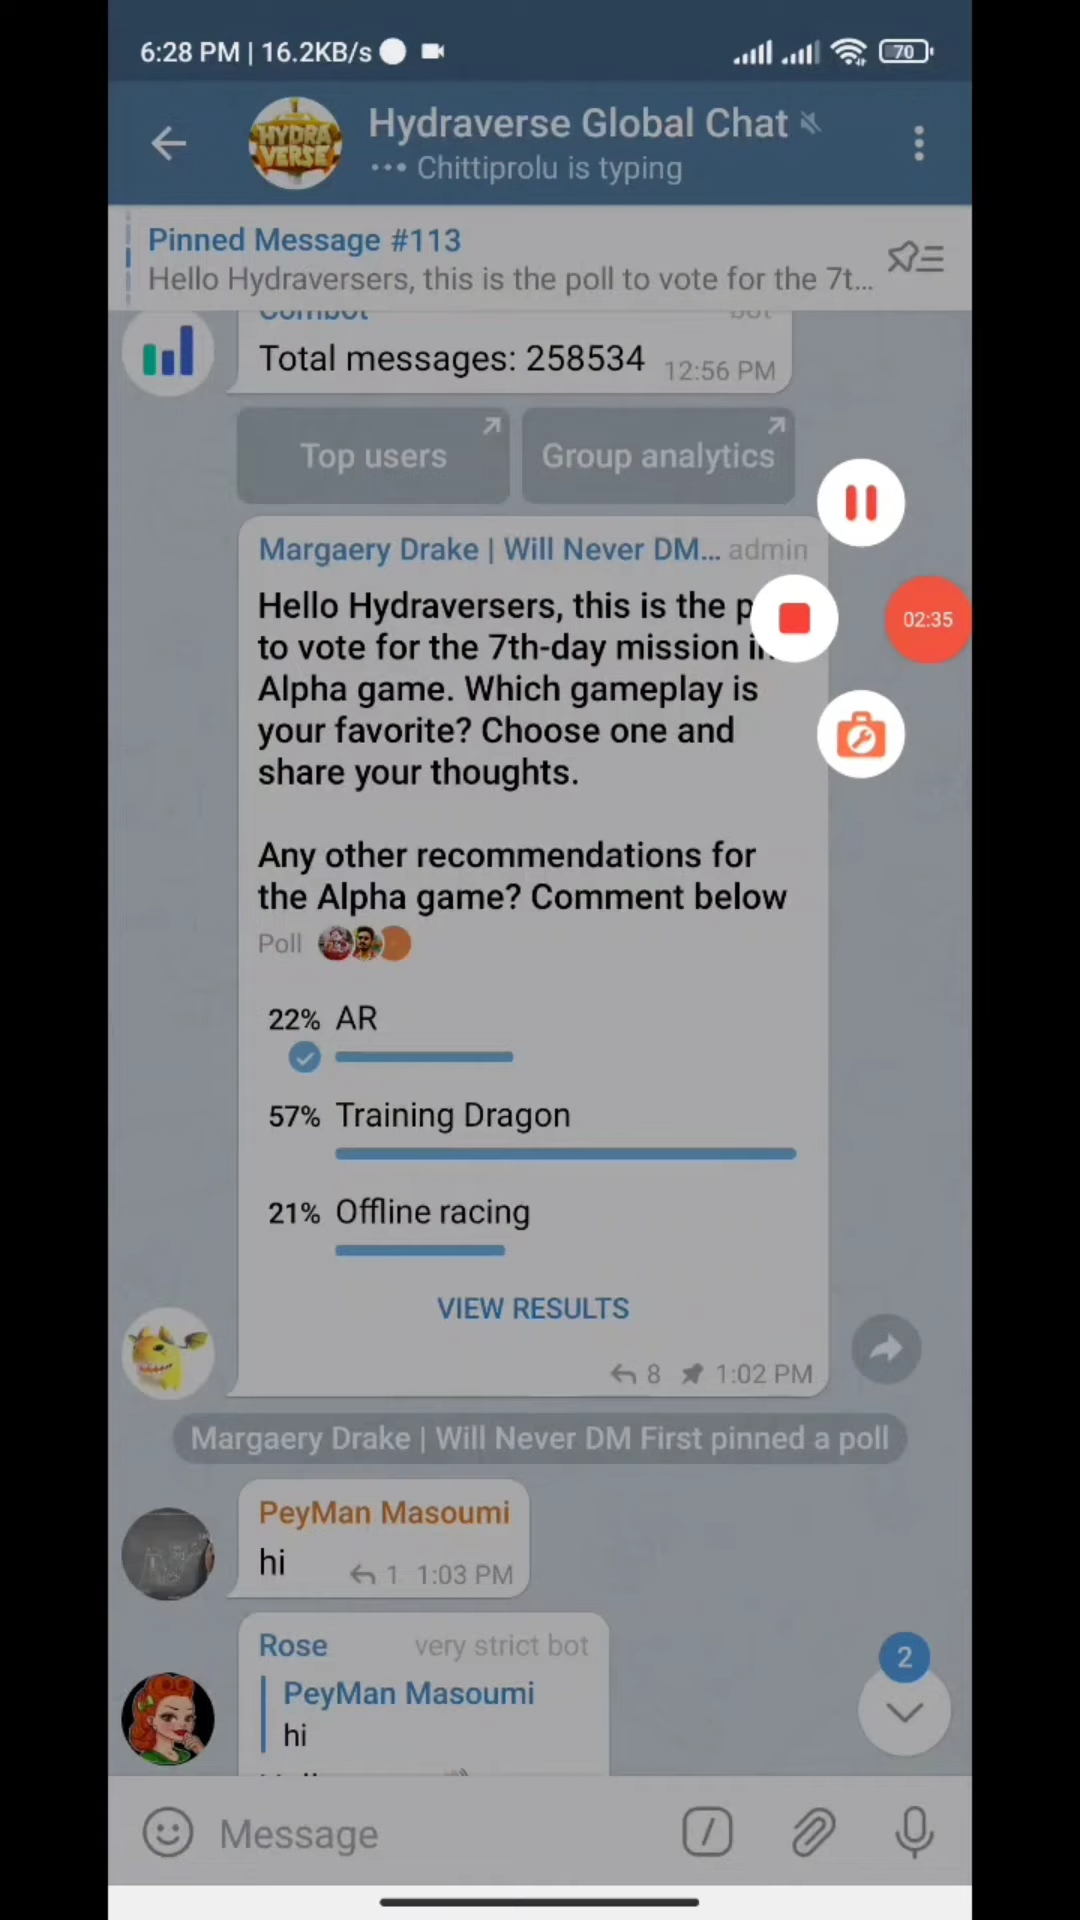 6:28 PM | 16.2KB/s
70
HYDRA
VERSE
Hydraverse Global Chat
Chittiprolu is typing
Pinned Message #113
Hello Hydraversers, this is the poll to vote for the 7t...
Combot bot
Total messages: 258534 12:56 PM
Top users
Group analytics
Margaery Drake | Will Never DM... admin
Hello Hydraversers, this is the p
to vote for the 7th-day mission in
Alpha game. Which gameplay is
your favorite? Choose one and
share your thoughts.
02:35
Any other recommendations for
the Alpha game? Comment below
Poll
22% AR
57% Training Dragon
21% Offline racing
VIEW RESULTS
8 1:02 PM
Margaery Drake | Will Never DM First pinned a poll
PeyMan Masoumi
hi 1 1:03 PM
Rose very strict bot
PeyMan Masoumi
hi
2
Message